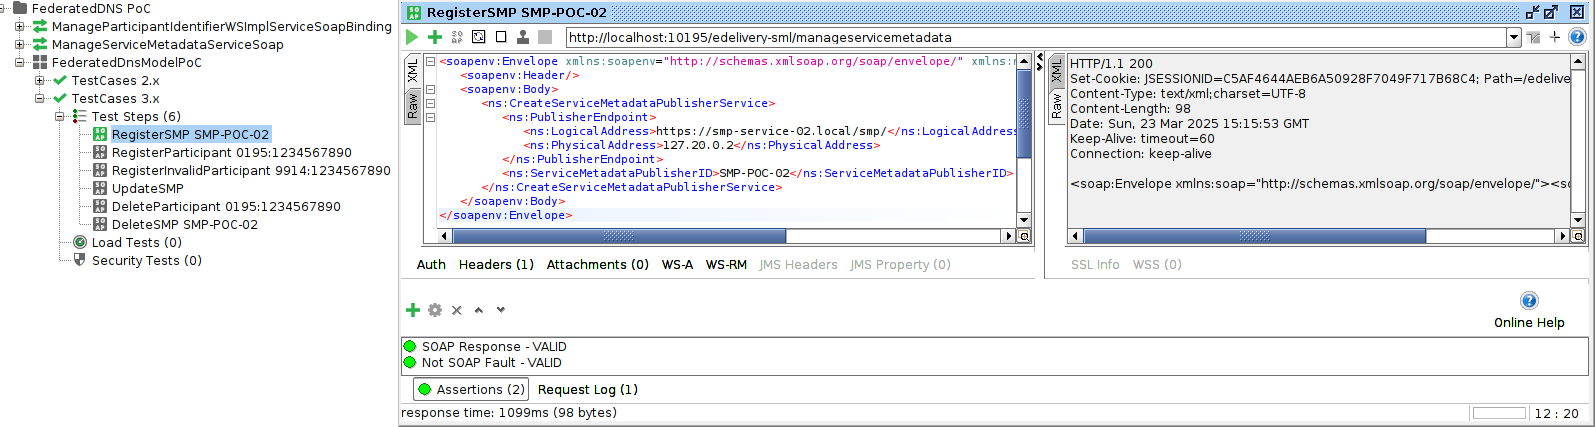 FederatedDNS PoC
ManageParticipantIdentifierWSImplServiceSoapBinding
ManageServiceMetadataServiceSoap
FederatedDnsModelPoC
TestCases 2.x
TestCases 3.x
Test Steps (6)
RegisterSMP SMP-POC-02
RegisterParticipant 0195:1234567890
RegisterInvalidParticipant 9914:1234567890
UpdateSMP
DeleteParticipant 0195:1234567890
DeleteSMP SMP-POC-02
Load Tests (0)
Security Tests (0)
RegisterSMP SMP-POC-02
http://localhost:10195/edelivery-sml/manageservicemetadata
XML
Raw
<soapenv:Envelope xmlns:soapenv="http://schemas.xmlsoap.org/soap/envelope/" xmlns:
<soapenv:Header/>
<soapenv:Body>
<ns:CreateServiceMetadataPublisherService>
<ns:PublisherEndpoint>
<ns:LogicalAddress>https://smp-service-02.local/smp/</ns:LogicalAddress
<ns:PhysicalAddress>127.20.0.2</ns:PhysicalAddress>
</ns:PublisherEndpoint>
<ns:ServiceMetadataPublisherID>SMP-POC-02</ns:ServiceMetadataPublisherID>
</ns:CreateServiceMetadataPublisherService>
</soapenv:Body>
</soapenv:Envelope>
XML
Raw
HTTP/1.1 200
Set-Cookie: JSESSIONID=C5AF4644AEB6A50928F7049F717B68C4; Path=/edelive
Content-Type: text/xml;charset=UTF-8
Content-Length: 98
Date: Sun, 23 Mar 2025 15:15:53 GMT
Keep-Alive: timeout=60
Connection: keep-alive
<soap:Envelope xmlns:soap="http://schemas.xmlsoap.org/soap/envelope/"><so
Auth Headers (1) Attachments (0) WS-A WS-RM JMS Headers JMS Property (0)
SSL Info WSS (0)
Online Help
SOAP Response - VALID
Not SOAP Fault - VALID
Assertions (2) Request Log (1)
response time: 1099ms (98 bytes)
12 : 20